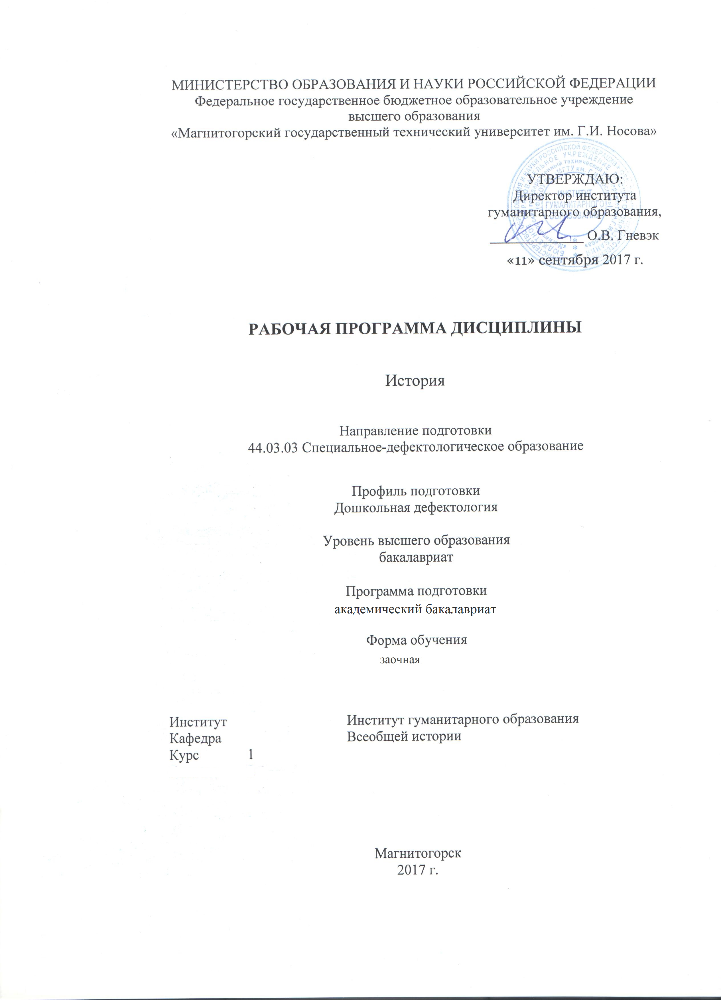 МИНИСТЕРСТВО ОБРАЗОВАНИЯ И НАУКИ РОССИЙСКОЙ ФЕДЕРАЦИИ
Федеральное государственное бюджетное образовательное учреждение
высшего образования
«Магнитогорский государственный технический университет им. Г.И. Носова»
УТВЕРЖДАЮ:
Директор института
гуманитарного образования,
О.В. Гневэк
«11» сентября 2017 г.
ИНСТИТУТ
ГУМАНИТАРНОГО
ОБРАЗОВАНИЯ
РАБОЧАЯ ПРОГРАММА ДИСЦИПЛИНЫ
История
Направление подготовки
44.03.03 Специальное-дефектологическое образование
Профиль подготовки
Дошкольная дефектология
Уровень высшего образования
бакалавриат
Программа подготовки
академический бакалавриат
Форма обучения
заочная
Институт Институт гуманитарного образования
Кафедра Всеобщей истории
Курс 1
Магнитогорск
2017 г.